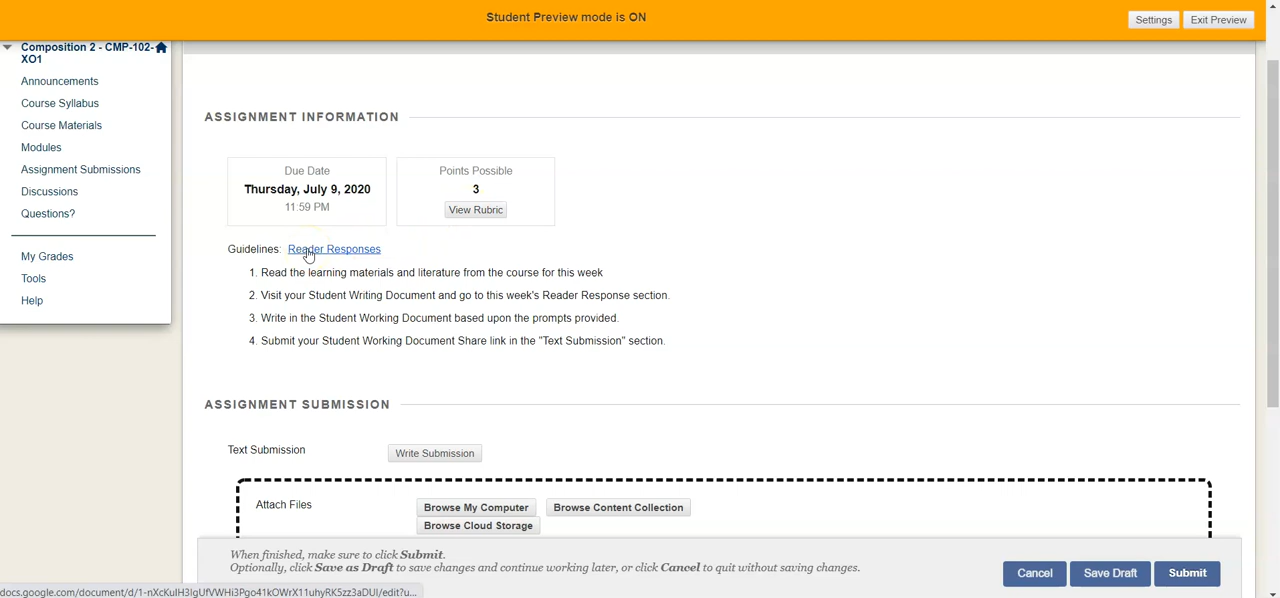 Student Preview mode is ON
Settings
Exit Preview
Composition 2 - CMP-102-
XO1
Announcements
Course Syllabus
Course Materials
Modules
Assignment Submissions
Discussions
Questions?
My Grades
Tools
Help
ASSIGNMENT INFORMATION
Due Date
Thursday, July 9, 2020
11:59 PM
Points Possible
3
View Rubric
Guidelines: Reader Responses
1. Read the learning materials and literature from the course for this week
2. Visit your Student Writing Document and go to this week's Reader Response section.
3. Write in the Student Working Document based upon the prompts provided.
4. Submit your Student Working Document Share link in the "Text Submission" section.
ASSIGNMENT SUBMISSION
Text Submission
Write Submission
Attach Files
Browse My Computer
Browse Content Collection
Browse Cloud Storage
When finished, make sure to click Submit.
Optionally, click Save as Draft to save changes and continue working later, or click Cancel to quit without saving changes.
Cancel
Save Draft
Submit